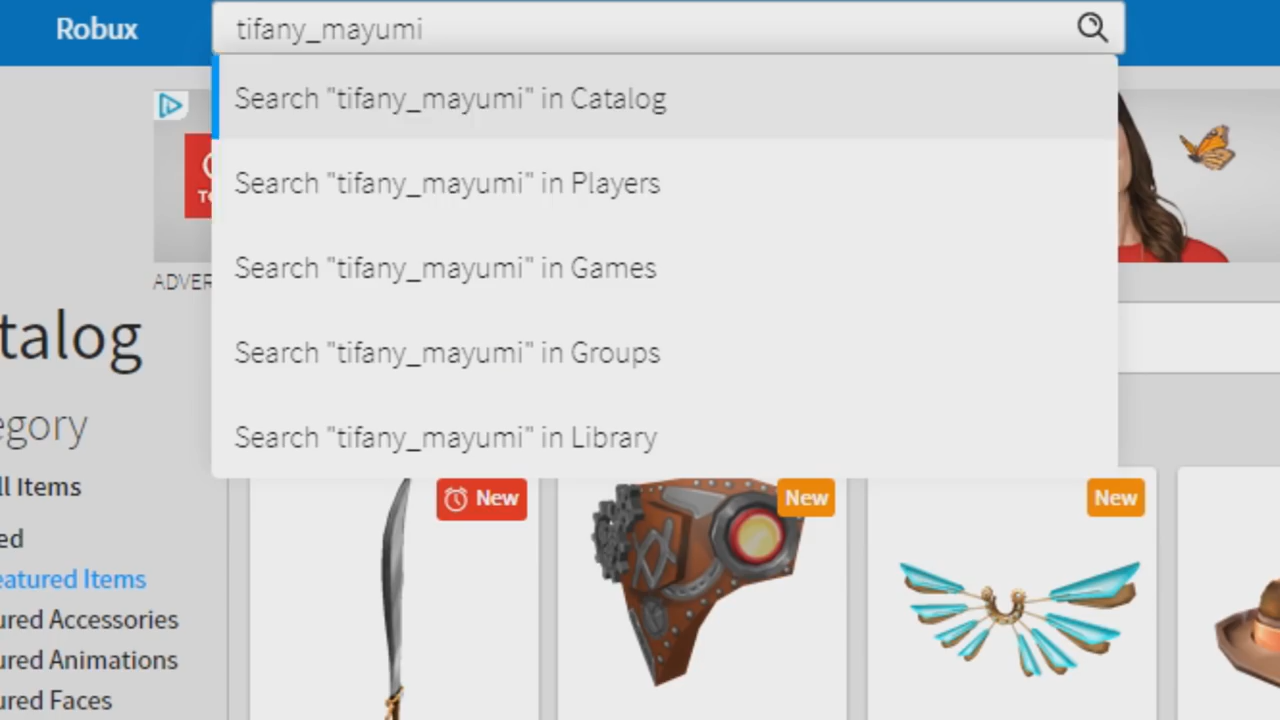 Robux
tifany_mayumi
Search "tifany_mayumi" in Catalog
Search "tifany_mayumi" in Players
Search "tifany_mayumi" in Games
Search "tifany_mayumi" in Groups
Search "tifany_mayumi" in Library
ADVER
talog
egory
ll Items
ed
eatured Items
ured Accessories
ured Animations
ured Faces
New
New
New